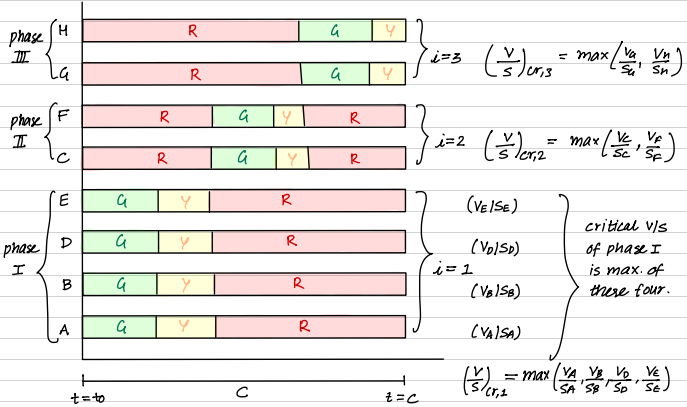 phase III { H R G Y } i=3 (V/S)cr,3 = max(VG/SG, VH/SH)
G R G Y
phase II { F R G Y R } i=2 (V/S)cr,2 = max(VC/SC, VF/SF)
C R G Y R
phase I { E G Y R } i=1 (VE|SE)
D G Y R (VD|SD)
B G Y R (VB|SB)
A G Y R (VA|SA)
critical V/S
of phase I
is max. of
these four.
(V/S)cr,1 = max(VA/SA, VB/SB, VD/SD, VE/SE)
t=to C t=c